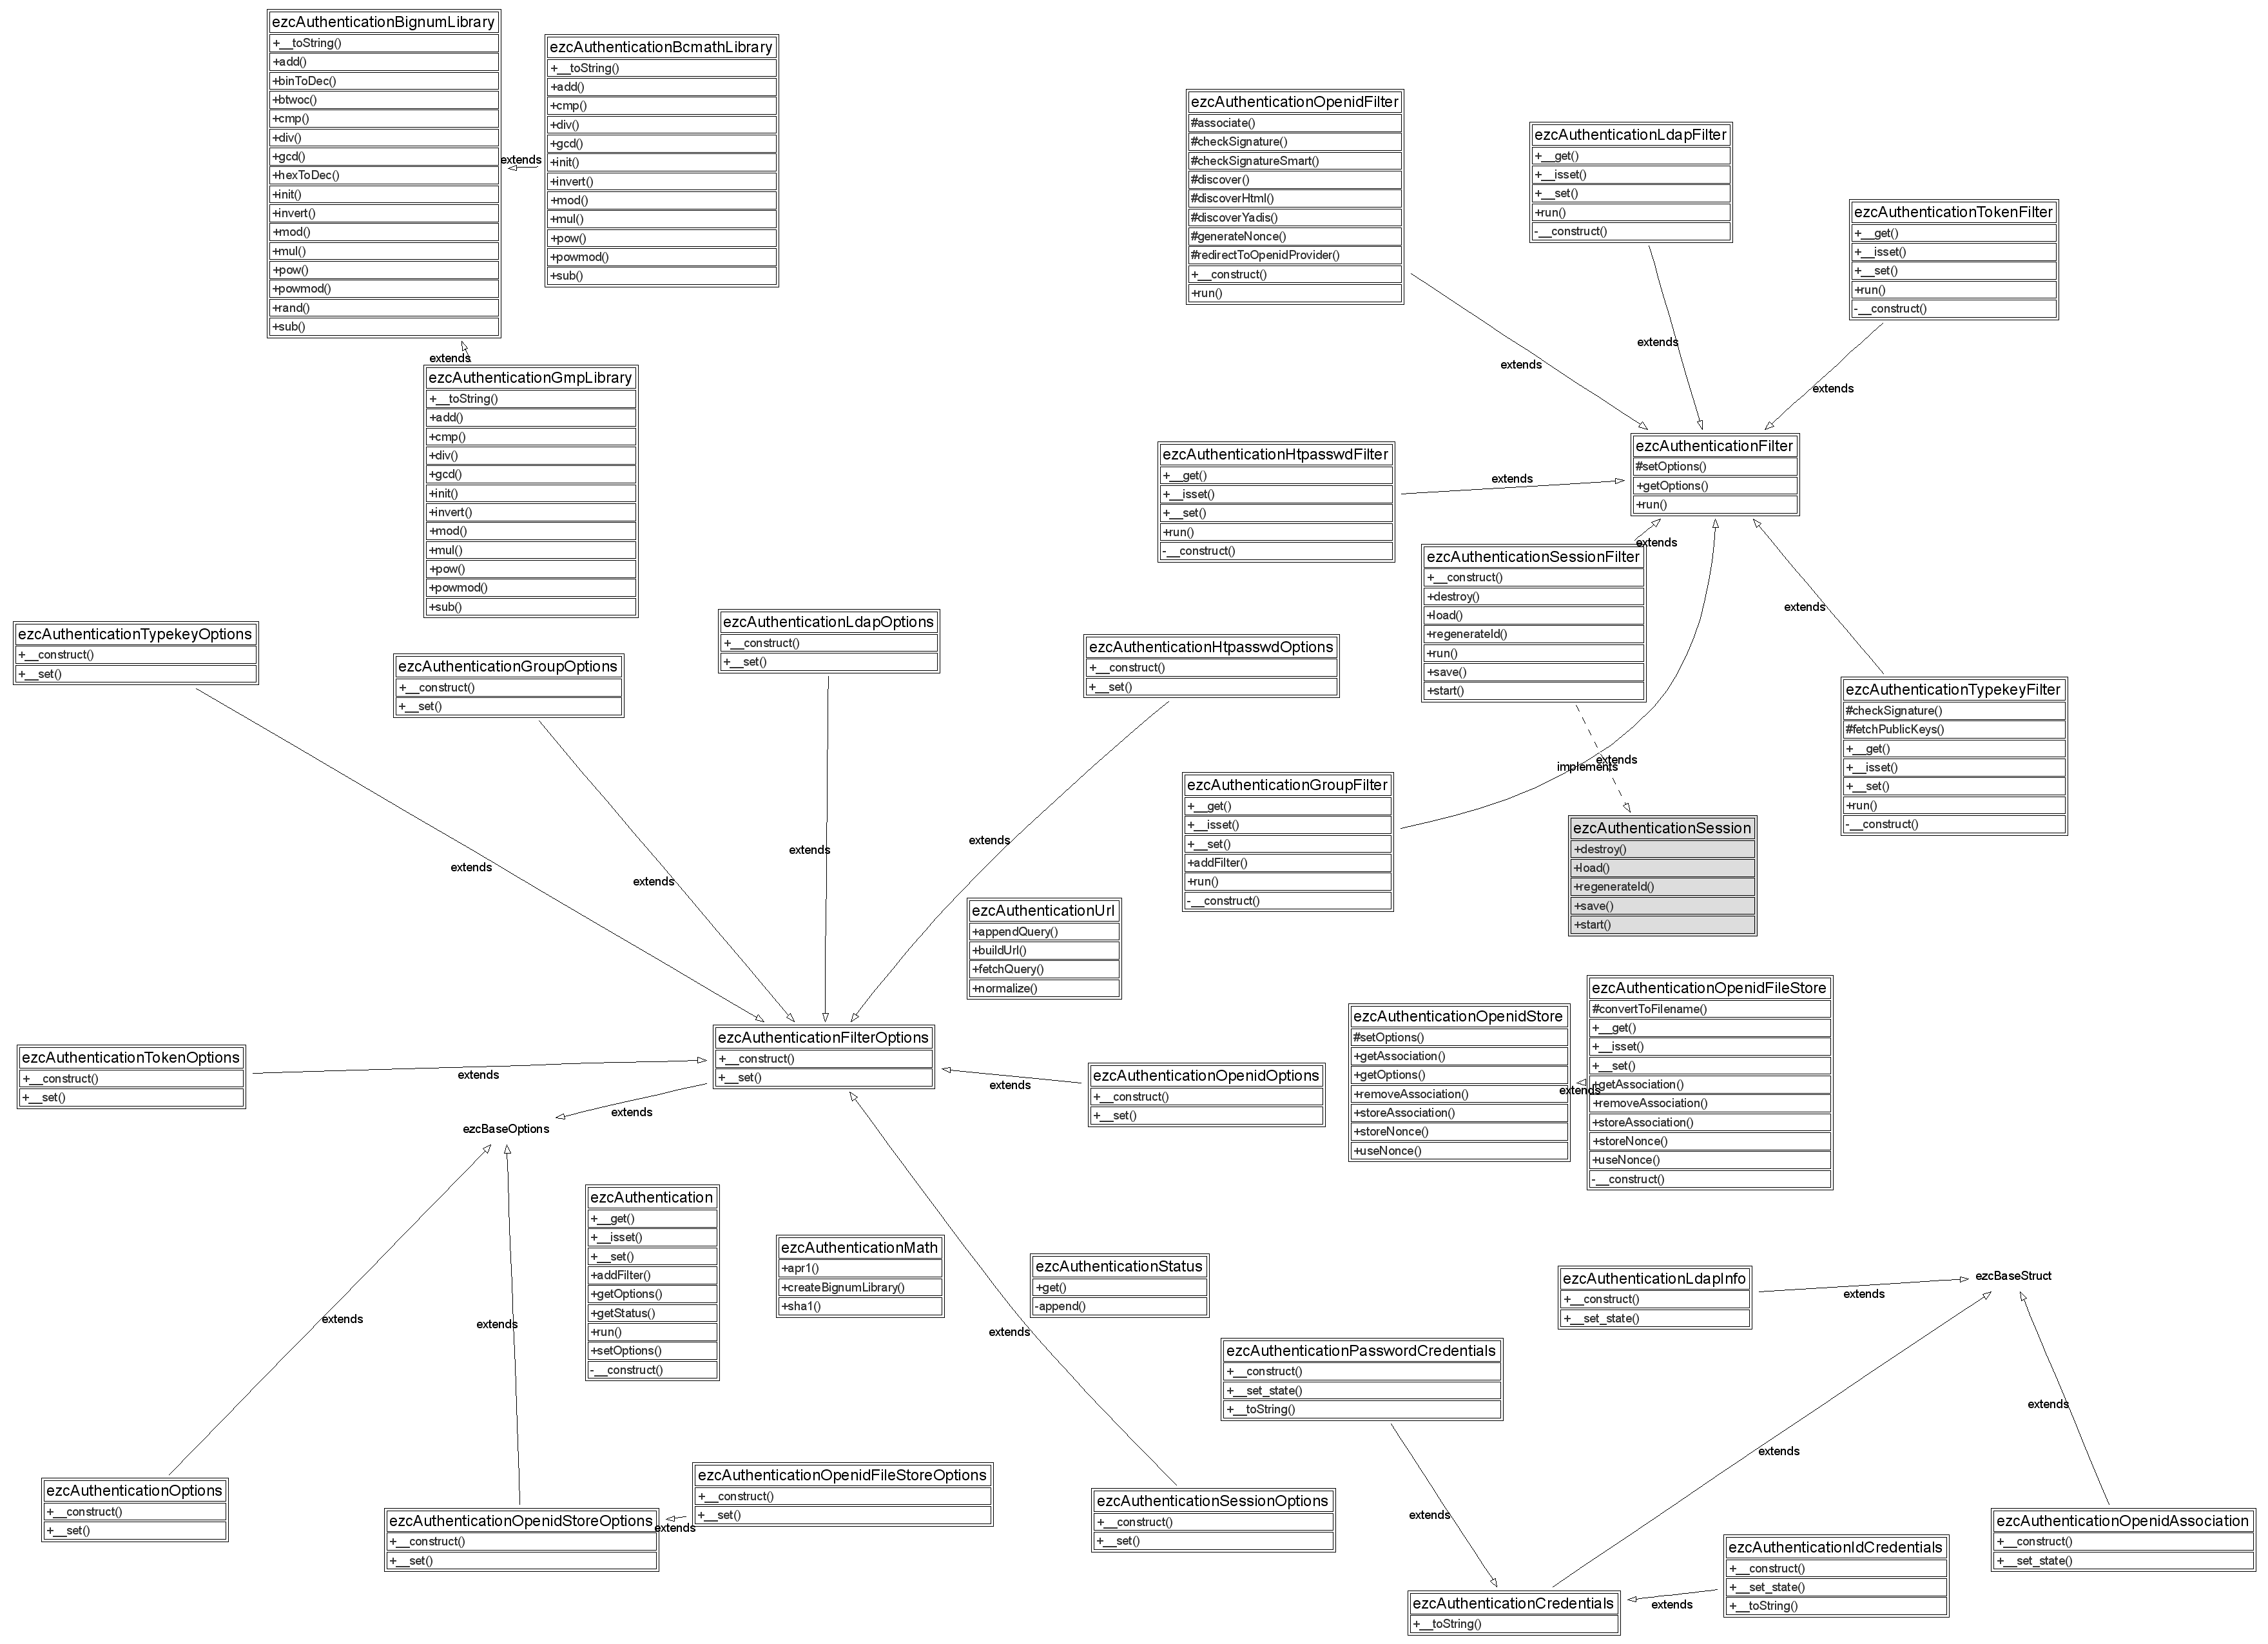 ezcAuthenticationBignumLibrary
+__toString()
+add()
+binToDec()
+btwoc()
+cmp()
+div()
+gcd()
+hexToDec()
+init()
+invert()
+mod()
+mul()
+pow()
+powmod()
+rand()
+sub()
extends
ezcAuthenticationBcmathLibrary
+__toString()
+add()
+cmp()
+div()
+gcd()
+init()
+invert()
+mod()
+mul()
+pow()
+powmod()
+sub()
extends
ezcAuthenticationGmpLibrary
+__toString()
+add()
+cmp()
+div()
+gcd()
+init()
+invert()
+mod()
+mul()
+pow()
+powmod()
+sub()
ezcAuthenticationOpenidFilter
#associate()
#checkSignature()
#checkSignatureSmart()
#discover()
#discoverHtml()
#discoverYadis()
#generateNonce()
#redirectToOpenidProvider()
+__construct()
+run()
extends
ezcAuthenticationLdapFilter
+__get()
+__isset()
+__set()
+run()
-__construct()
extends
ezcAuthenticationTokenFilter
+__get()
+__isset()
+__set()
+run()
-__construct()
extends
ezcAuthenticationFilter
#setOptions()
+getOptions()
+run()
ezcAuthenticationHtpasswdFilter
+__get()
+__isset()
+__set()
+run()
-__construct()
extends
extends
ezcAuthenticationSessionFilter
+__construct()
+destroy()
+load()
+regenerateId()
+run()
+save()
+start()
extends
ezcAuthenticationTypekeyFilter
#checkSignature()
#fetchPublicKeys()
+__get()
+__isset()
+__set()
+run()
-__construct()
extends
implements
ezcAuthenticationGroupFilter
+__get()
+__isset()
+__set()
+addFilter()
+run()
-__construct()
ezcAuthenticationSession
+destroy()
+load()
+regenerateId()
+save()
+start()
ezcAuthenticationTypekeyOptions
+__construct()
+__set()
extends
ezcAuthenticationGroupOptions
+__construct()
+__set()
extends
ezcAuthenticationLdapOptions
+__construct()
+__set()
extends
ezcAuthenticationHtpasswdOptions
+__construct()
+__set()
extends
ezcAuthenticationUrl
+appendQuery()
+buildUrl()
+fetchQuery()
+normalize()
ezcAuthenticationTokenOptions
+__construct()
+__set()
extends
ezcAuthenticationFilterOptions
+__construct()
+__set()
extends
ezcAuthenticationOpenidOptions
+__construct()
+__set()
extends
ezcBaseOptions
ezcAuthenticationOpenidStore
#setOptions()
+getAssociation()
+getOptions()
+removeAssociation()
+storeAssociation()
+storeNonce()
+useNonce()
extends
ezcAuthenticationOpenidFileStore
#convertToFilename()
+__get()
+__isset()
+__set()
+getAssociation()
+removeAssociation()
+storeAssociation()
+storeNonce()
+useNonce()
-__construct()
ezcAuthentication
+__get()
+__isset()
+__set()
+addFilter()
+getOptions()
+getStatus()
+run()
+setOptions()
-__construct()
ezcAuthenticationMath
+apr1()
+createBignumLibrary()
+sha1()
ezcAuthenticationStatus
+get()
-append()
extends
extends
extends
ezcAuthenticationLdapInfo
+__construct()
+__set_state()
extends
ezcBaseStruct
ezcAuthenticationPasswordCredentials
+__construct()
+__set_state()
+__toString()
extends
extends
extends
ezcAuthenticationOptions
+__construct()
+__set()
ezcAuthenticationOpenidStoreOptions
+__construct()
+__set()
extends
ezcAuthenticationOpenidFileStoreOptions
+__construct()
+__set()
ezcAuthenticationSessionOptions
+__construct()
+__set()
ezcAuthenticationOpenidAssociation
+__construct()
+__set_state()
ezcAuthenticationIdCredentials
+__construct()
+__set_state()
+__toString()
extends
ezcAuthenticationCredentials
+__toString()